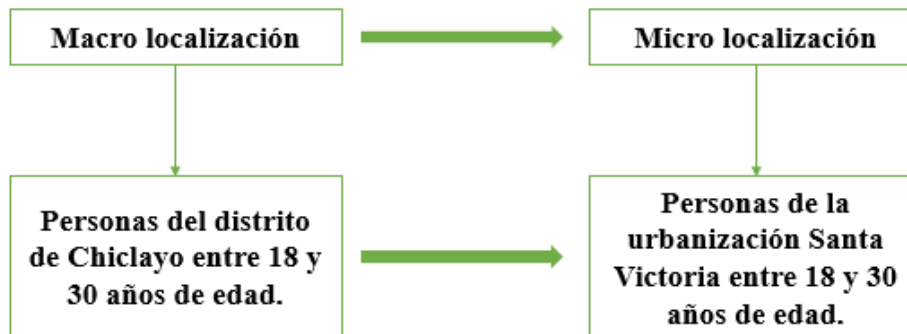 Macro localización
Micro localización
Personas del distrito
de Chiclayo entre 18 y
30 años de edad.
Personas de la
urbanización Santa
Victoria entre 18 y 30
años de edad.